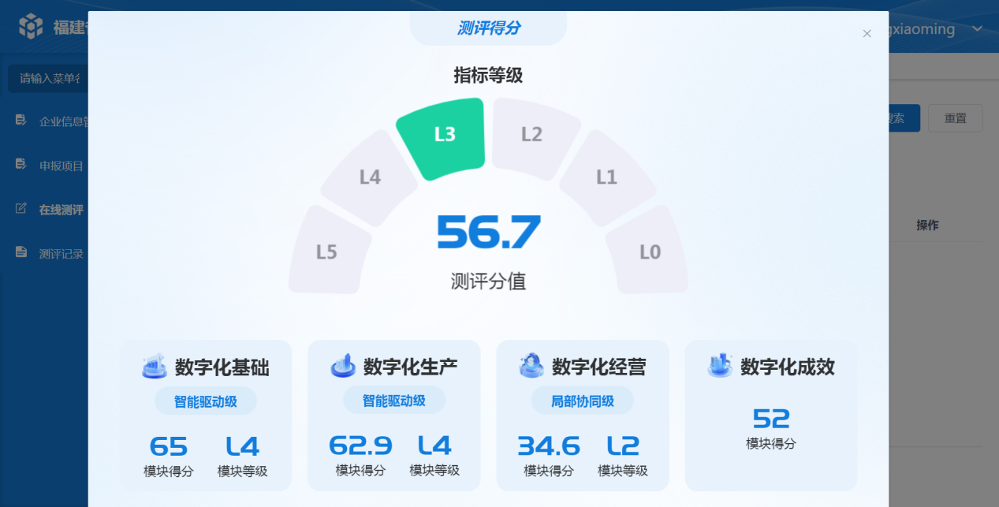 福建
测评得分
gxiaoming
请输入菜单
指标等级
L3
L2
L4
L1
L5
L0
56.7
测评分值
企业信息
申报项目
在线测评
测评记录
搜索
重置
操作
数字化基础
智能驱动级
65
L4
模块得分
模块等级
数字化生产
智能驱动级
62.9
L4
模块得分
模块等级
数字化经营
局部协同级
34.6
L2
模块得分
模块等级
数字化成效
52
模块得分